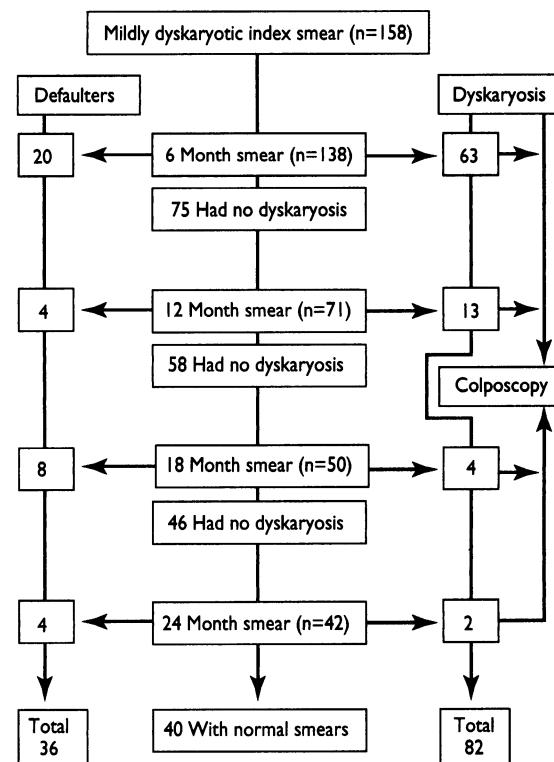 Mildly dyskaryotic index smear (n=158)
Defaulters
Dyskaryosis
20
6 Month smear (n=138)
63
75 Had no dyskaryosis
4
12 Month smear (n=71)
13
58 Had no dyskaryosis
Colposcopy
8
18 Month smear (n=50)
4
46 Had no dyskaryosis
4
24 Month smear (n=42)
2
Total
36
40 With normal smears
Total
82